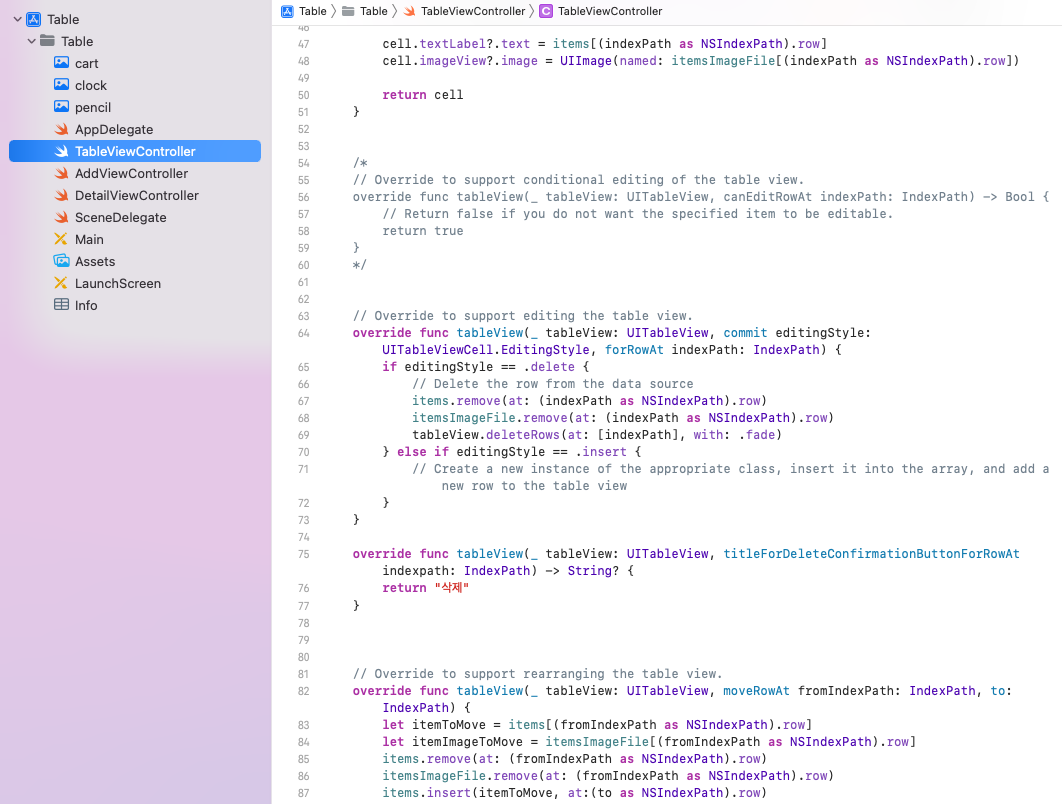 Table
Table
cart
clock
pencil
AppDelegate
TableViewController
AddViewController
DetailViewController
SceneDelegate
Main
Assets
LaunchScreen
Info
Table 〉 Table 〉 TableViewController 〉 C TableViewController
46
47 cell.textLabel?.text = items[(indexPath as NSIndexPath).row]
48 cell.imageView?.image = UIImage(named: itemsImageFile[(indexPath as NSIndexPath).row])
49
50 return cell
51 }
52
53
54 /*
55 // Override to support conditional editing of the table view.
56 override func tableView(_ tableView: UITableView, canEditRowAt indexPath: IndexPath) -> Bool {
57 // Return false if you do not want the specified item to be editable.
58 return true
59 }
60 */
61
62
63 // Override to support editing the table view.
64 override func tableView(_ tableView: UITableView, commit editingStyle:
UITableViewCell.EditingStyle, forRowAt indexPath: IndexPath) {
65 if editingStyle == .delete {
66 // Delete the row from the data source
67 items.remove(at: (indexPath as NSIndexPath).row)
68 itemsImageFile.remove(at: (indexPath as NSIndexPath).row)
69 tableView.deleteRows(at: [indexPath], with: .fade)
70 } else if editingStyle == .insert {
71 // Create a new instance of the appropriate class, insert it into the array, and add a
new row to the table view
72 }
73 }
74
75 override func tableView(_ tableView: UITableView, titleForDeleteConfirmationButtonForRowAt
indexpath: IndexPath) -> String? {
76 return "삭제"
77 }
78
79
80
81 // Override to support rearranging the table view.
82 override func tableView(_ tableView: UITableView, moveRowAt fromIndexPath: IndexPath, to:
IndexPath) {
83 let itemToMove = items[(fromIndexPath as NSIndexPath).row]
84 let itemImageToMove = itemsImageFile[(fromIndexPath as NSIndexPath).row]
85 items.remove(at: (fromIndexPath as NSIndexPath).row)
86 itemsImageFile.remove(at: (fromIndexPath as NSIndexPath).row)
87 items.insert(itemToMove, at:(to as NSIndexPath).row)